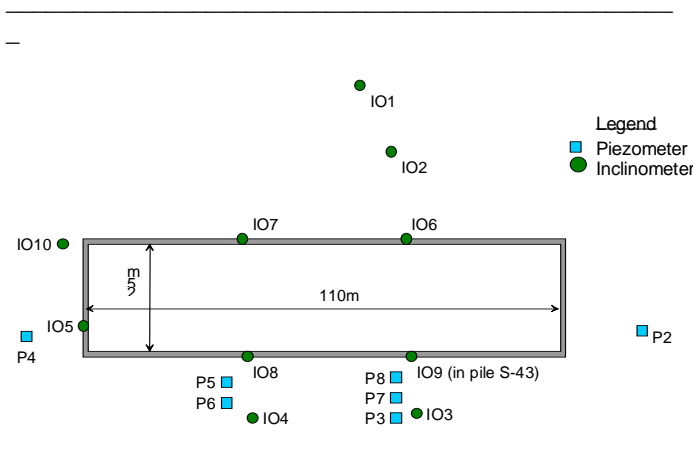 IO1
Legend
Piezometer
IO2
Inclinometer
IO7
IO6
IO10
25m
110m
IO5
P2
P4
IO8
IO9 (in pile S-43)
P8
P5
P7
P6
P3
IO3
IO4